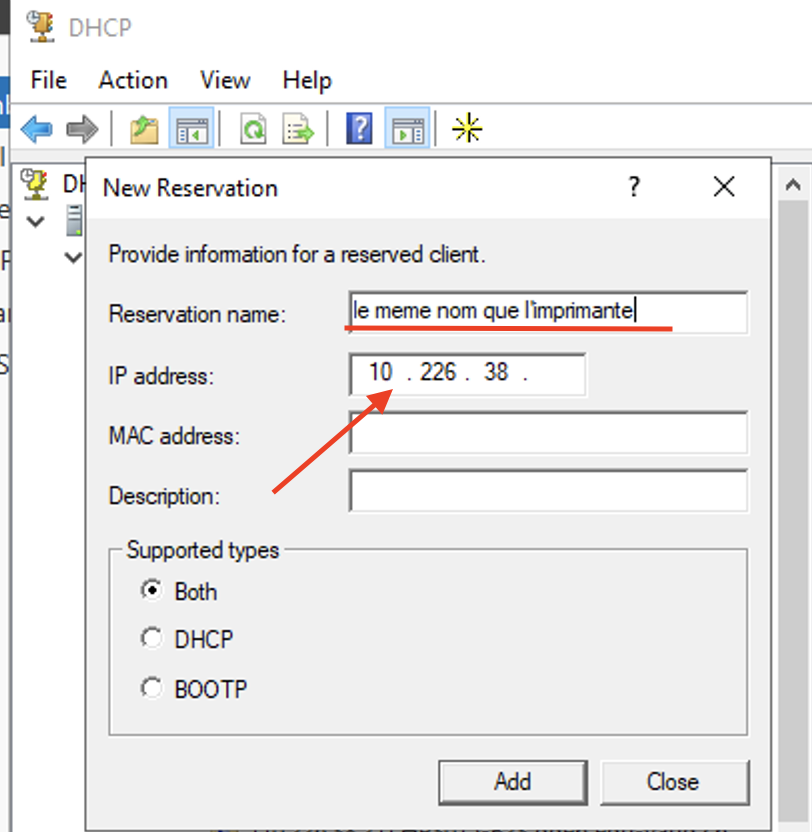 DHCP
File Action View Help
DH
New Reservation
? 
Provide information for a reserved client.
Reservation name: le meme nom que l'imprimante
IP address: 10 . 226 . 38 .
MAC address:
Description:
Supported types
Both
DHCP
BOOTP
Add Close